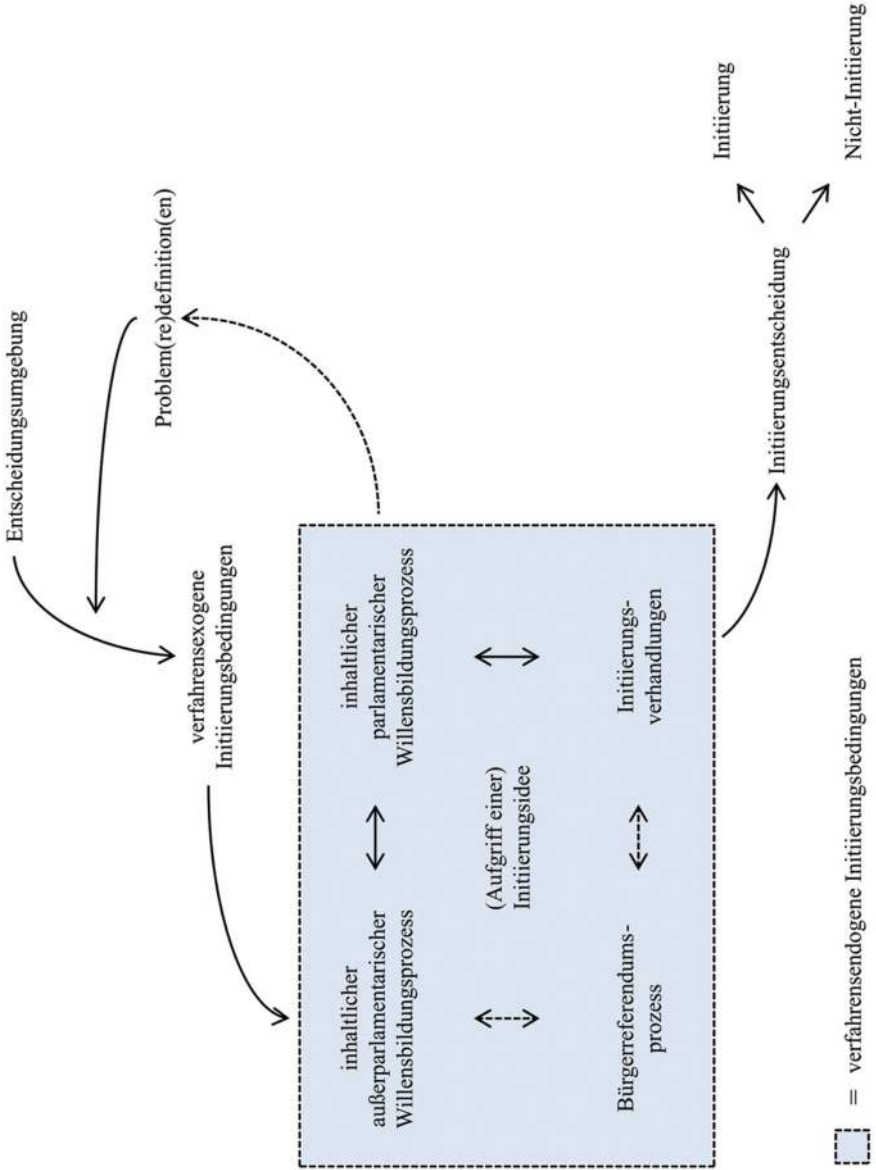 Entscheidungsumgebung
Problem(re)definition(en)
verfahrensexogene
Initiierungsbedingungen
inhaltlicher
außerparlamentarischer
Willensbildungsprozess
inhaltlicher
parlamentarischer
Willensbildungsprozess
(Aufgriff einer)
Initiierungsidee
Bürgerreferendums-
prozess
Initiierungs-
verhandlungen
Initiierungsentscheidung
Initiierung
Nicht-Initiierung
= verfahrensendogene Initiierungsbedingungen